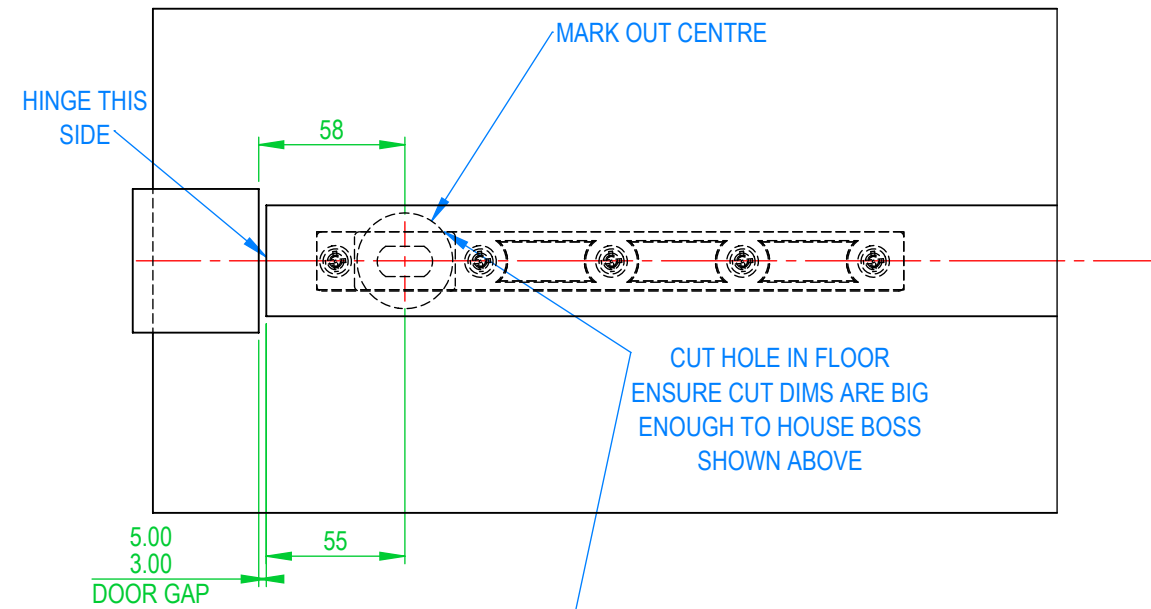 MARK OUT CENTRE
HINGE THIS
SIDE
58
CUT HOLE IN FLOOR
ENSURE CUT DIMS ARE BIG
ENOUGH TO HOUSE BOSS
SHOWN ABOVE
5.00
3.00
DOOR GAP
55